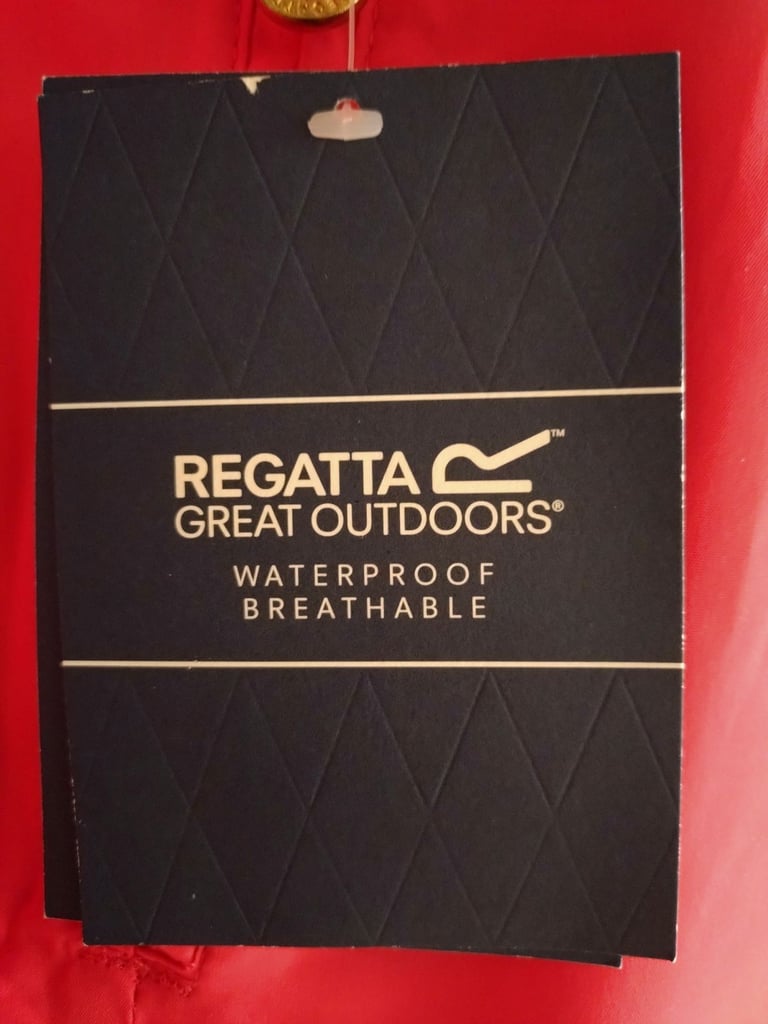 REGATTA
GREAT OUTDOORS®
WATERPROOF
BREATHABLE